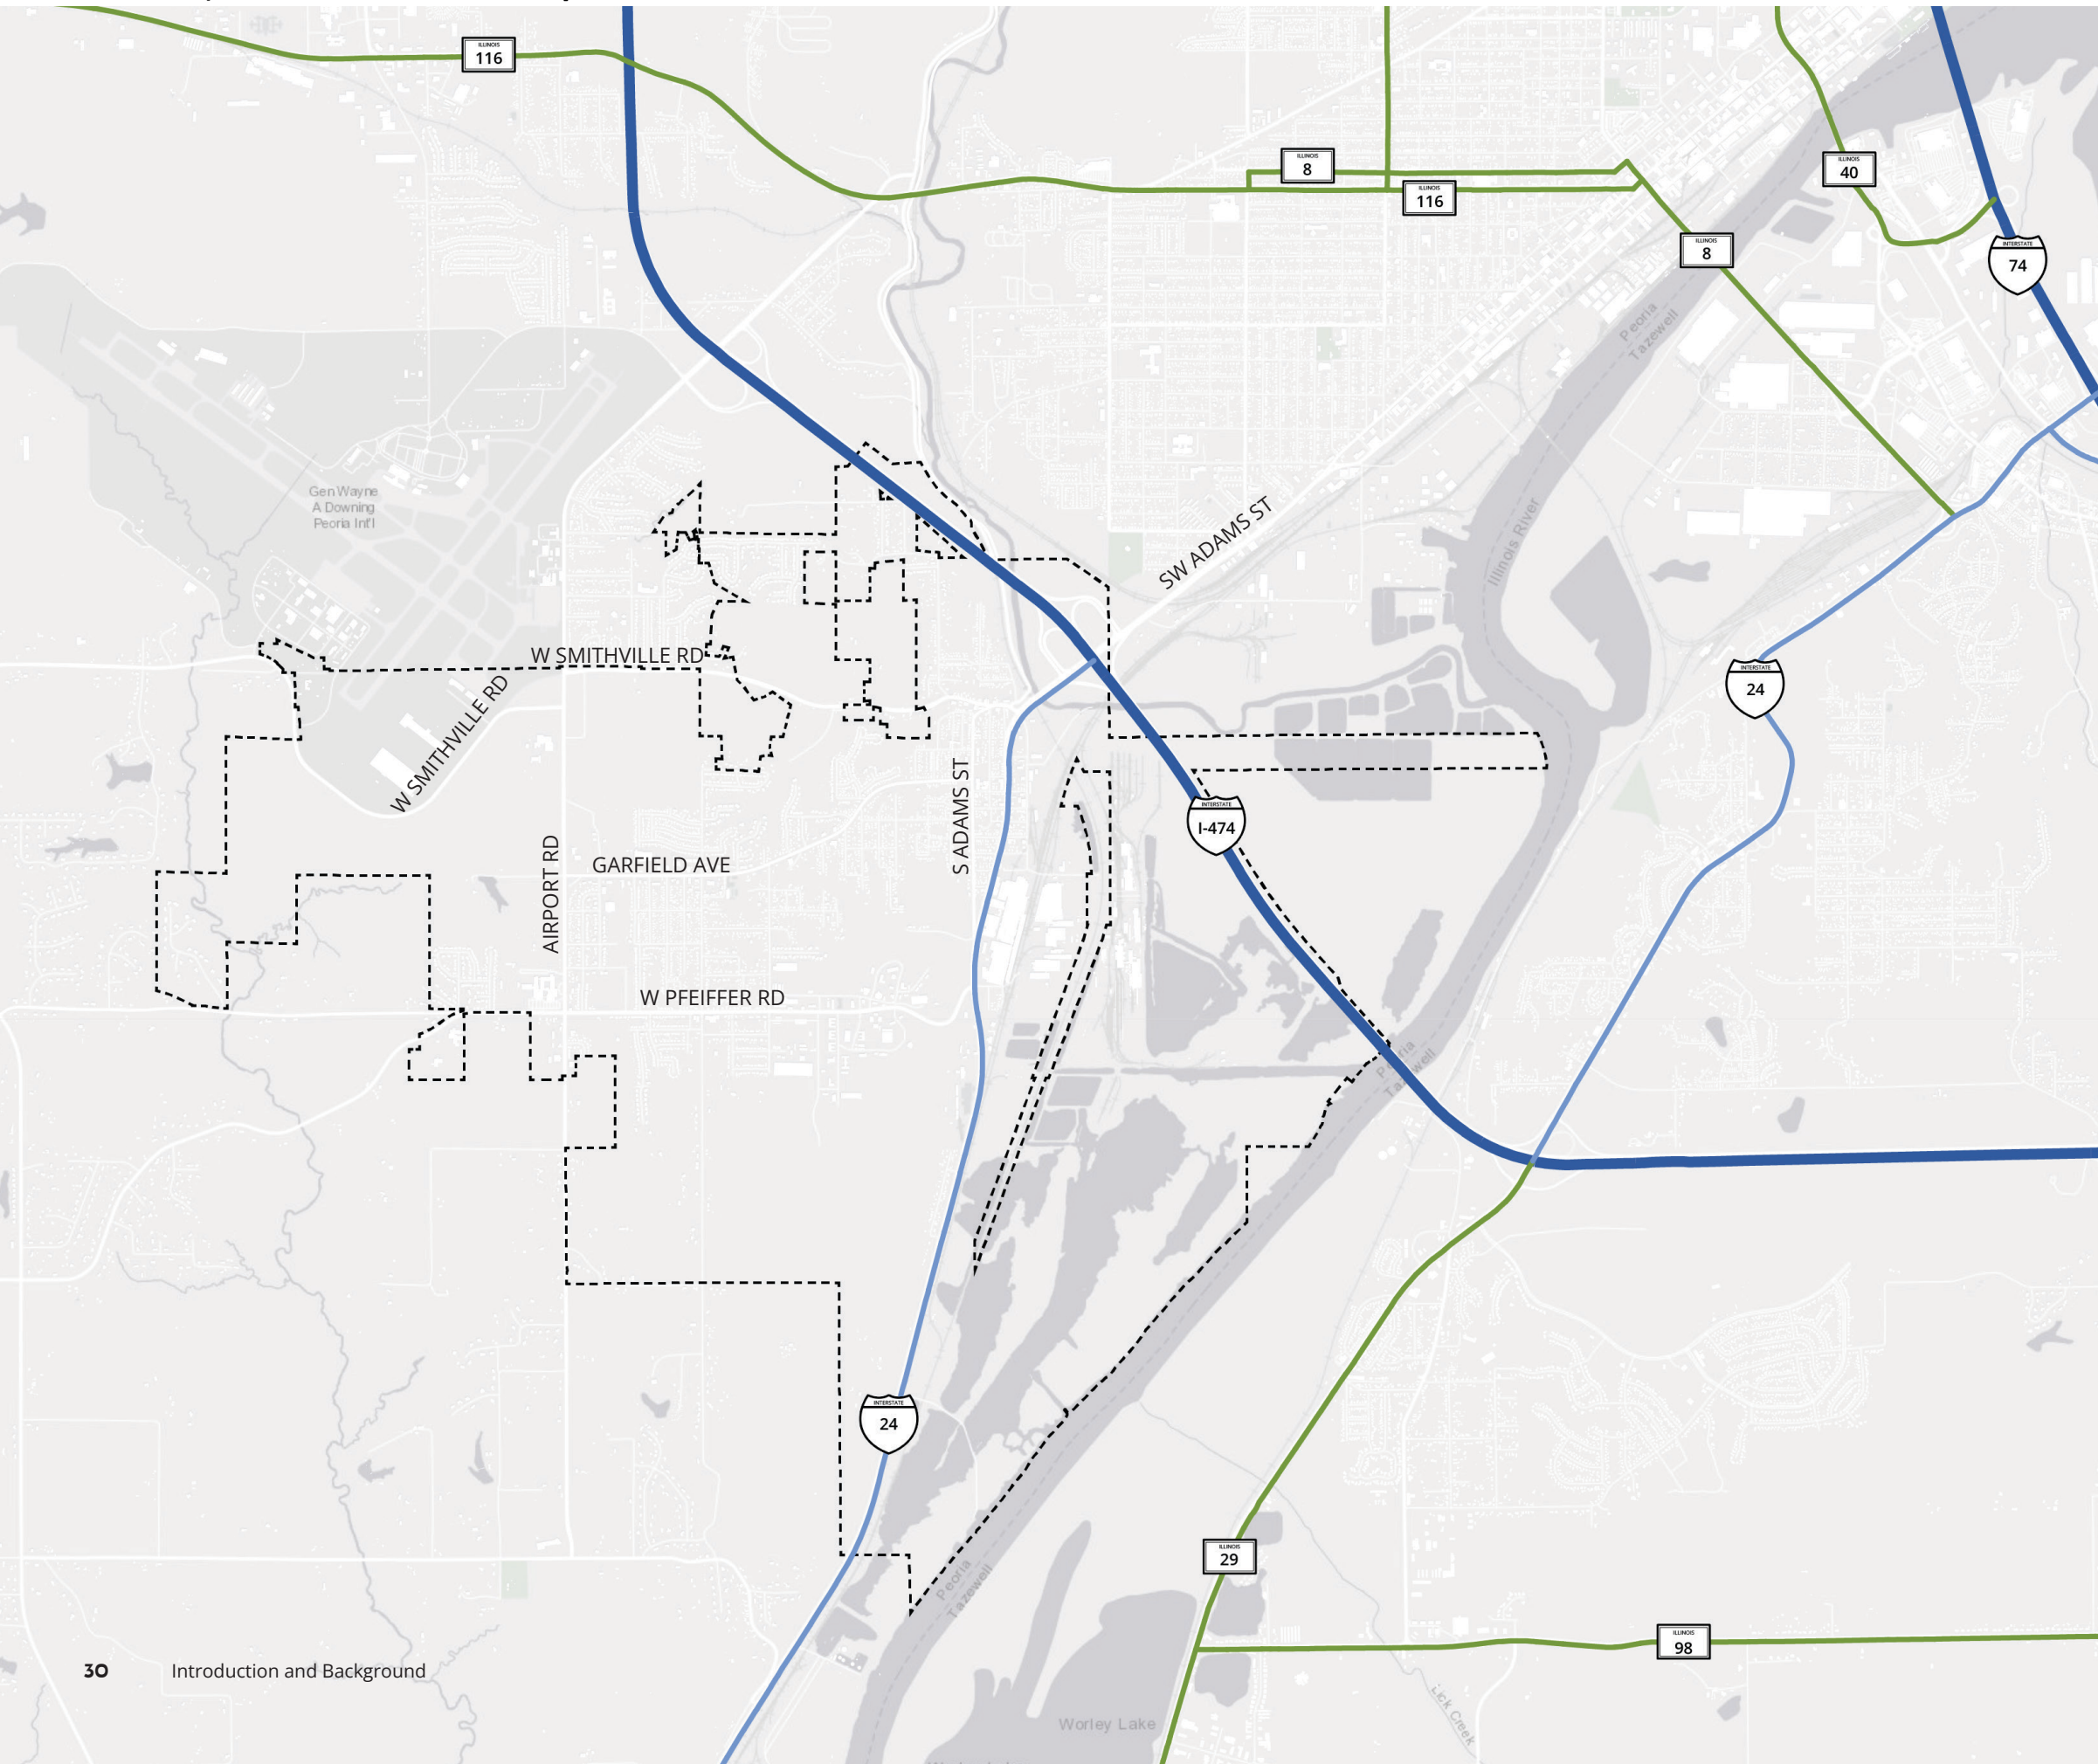 ILLINOIS
116
ILLINOIS
8
ILLINOIS
116
ILLINOIS
40
ILLINOIS
8
INTERSTATE
74
Peoria
Tazewell
Gen Wayne
A Downing
Peoria Int'l
SW ADAMS ST
Illinois River
W SMITHVILLE RD
INTERSTATE
24
W SMITHVILLE RD
S ADAMS ST
INTERSTATE
I-474
AIRPORT RD
GARFIELD AVE
W PFEIFFER RD
Peoria
Tazewell
INTERSTATE
24
ILLINOIS
29
Peoria
Tazewell
ILLINOIS
98
30
Introduction and Background
Lick Creek
Worley Lake